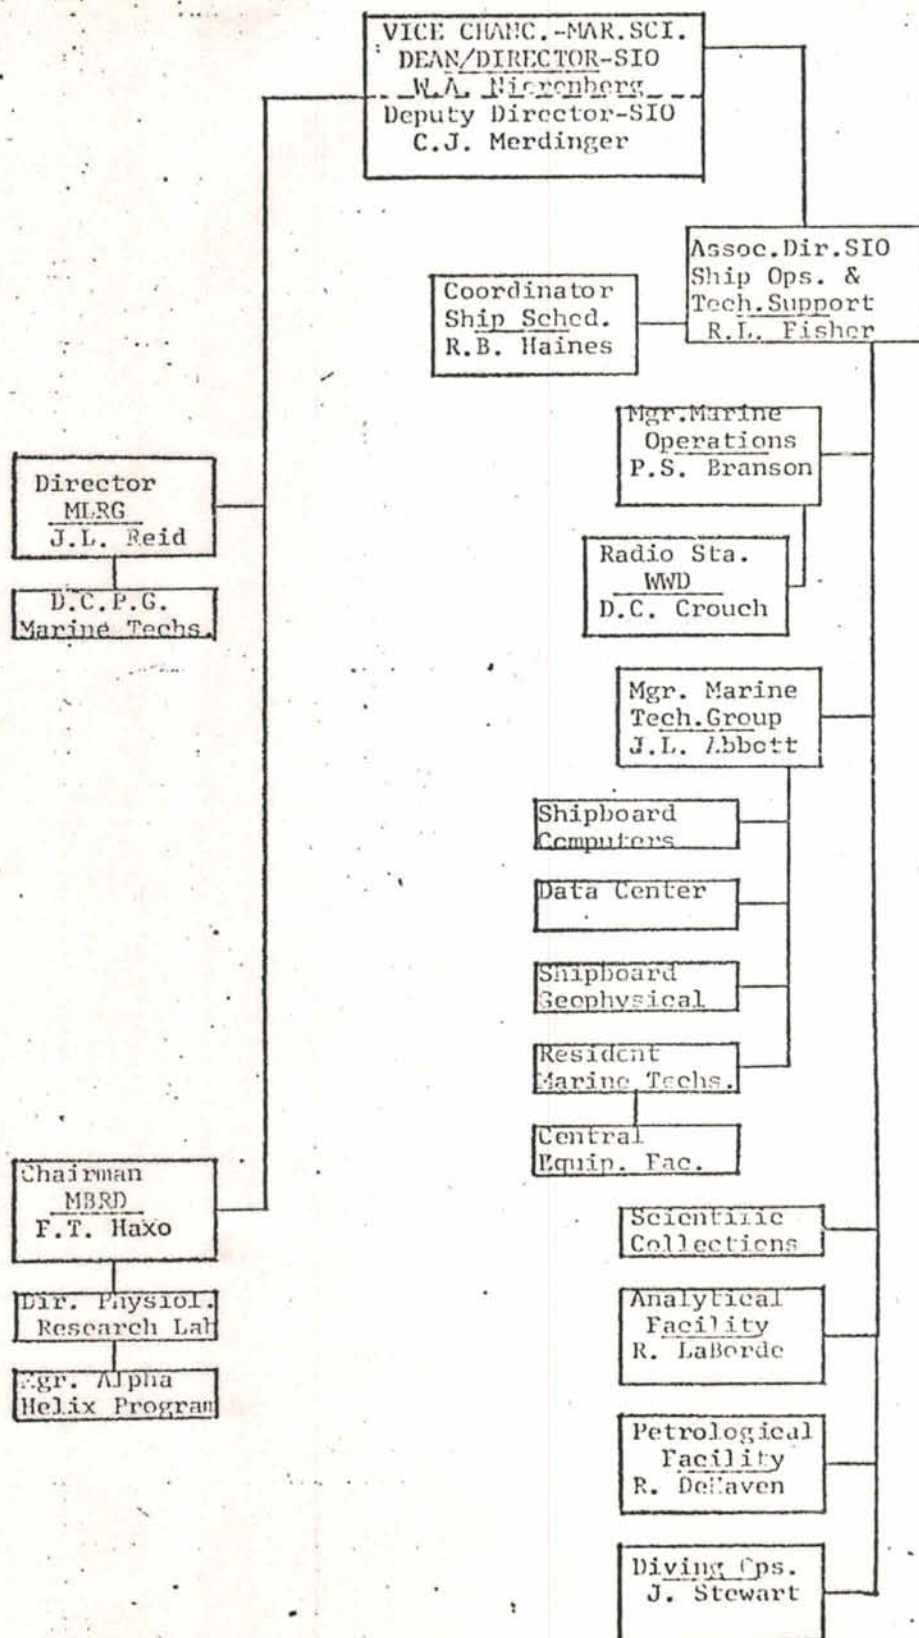 VICE CHANC.-MAR.SCI.
DEAN/DIRECTOR-SIO
W.A. Nierenberg
Deputy Director-SIO
C.J. Merdinger
Assoc.Dir.SIO
Ship Ops. &
Tech.Support
R.L. Fisher
Coordinator
Ship Sched.
R.B. Haines
Mgr.Marine
Operations
P.S. Branson
Director
MLRG
J.L. Reid
Radio Sta.
WWD
D.C. Crouch
D.C.P.G.
Marine Techs.
Mgr. Marine
Tech.Group
J.L. Abbott
Shipboard
Computers
Data Center
Shipboard
Geophysical
Resident
Marine Techs.
Central
Equip. Fac.
Chairman
MBRD
F.T. Haxo
Scientific
Collections
Dir. Physiol.
Research Lab
Analytical
Facility
R. LaBorde
Mgr. Alpha
Helix Program
Petrological
Facility
R. DeHaven
Diving Ops.
J. Stewart